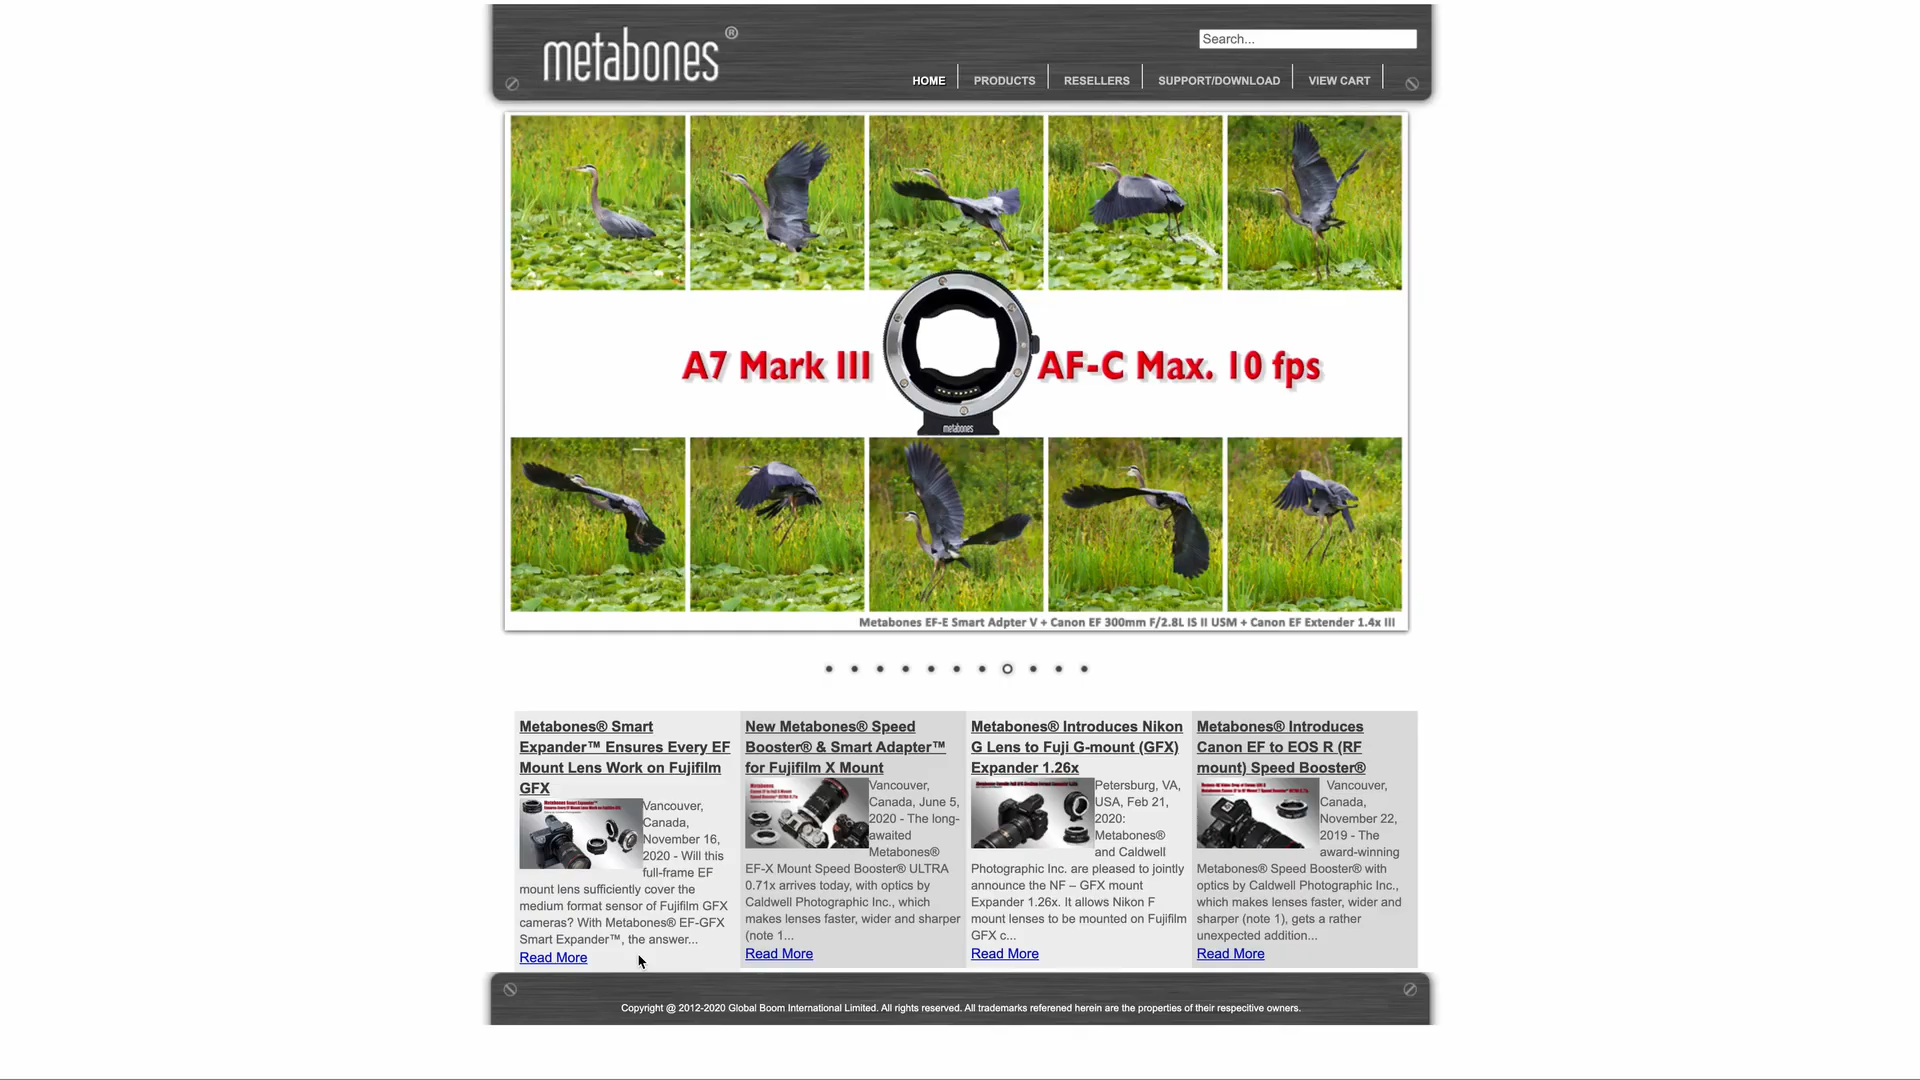 metabones®
Search...
HOME
PRODUCTS
RESELLERS
SUPPORT/DOWNLOAD
VIEW CART
A7 Mark III
AF-C Max. 10 fps
metabones
Metabones EF-E Smart Adpter V + Canon EF 300mm F/2.8L IS II USM + Canon EF Extender 1.4x III
Metabones® Smart
Expander™ Ensures Every EF
Mount Lens Work on Fujifilm
GFX
Vancouver,
Canada,
November 16,
2020 - Will this
full-frame EF
mount lens sufficiently cover the
medium format sensor of Fujifilm GFX
cameras? With Metabones® EF-GFX
Smart Expander™, the answer...
Read More
New Metabones® Speed
Booster® & Smart Adapter™
for Fujifilm X Mount
Vancouver,
Canada, June 5,
2020 - The long-
awaited
Metabones®
EF-X Mount Speed Booster® ULTRA
0.71x arrives today, with optics by
Caldwell Photographic Inc., which
makes lenses faster, wider and sharper
(note 1...
Read More
Metabones® Introduces Nikon
G Lens to Fuji G-mount (GFX)
Expander 1.26x
Petersburg, VA,
USA, Feb 21,
2020:
Metabones®
and Caldwell
Photographic Inc. are pleased to jointly
announce the NF – GFX mount
Expander 1.26x. It allows Nikon F
mount lenses to be mounted on Fujifilm
GFX c...
Read More
Metabones® Introduces
Canon EF to EOS R (RF
mount) Speed Booster®
Vancouver,
Canada,
November 22,
2019 - The
award-winning
Metabones® Speed Booster® with
optics by Caldwell Photographic Inc.,
which makes lenses faster, wider and
sharper (note 1), gets a rather
unexpected addition...
Read More
Copyright @ 2012-2020 Global Boom International Limited. All rights reserved. All trademarks referened herein are the properties of their respecitive owners.